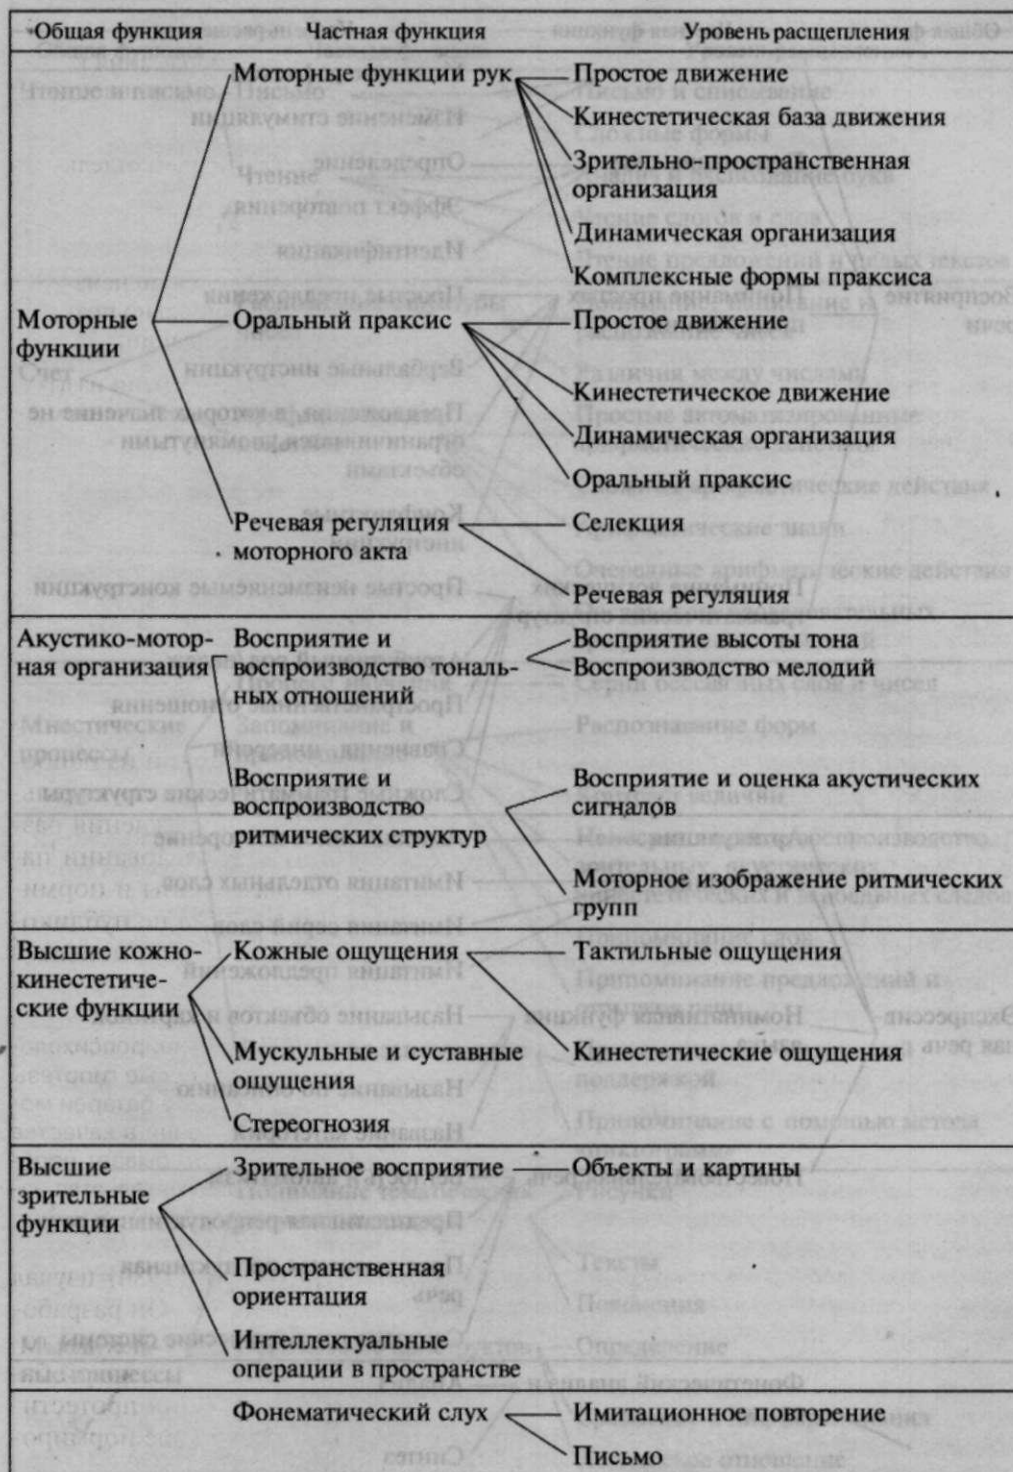 Общая функция Частная функция Уровень расщепления
Моторные функции рук Простое движение
Кинестетическая база движения
Зрительно-пространственная
организация
Динамическая организация
Комплексные формы праксиса
Моторные Оральный праксис Простое движение
функции
Кинестетическое движение
Динамическая организация
Оральный праксис
Речевая регуляция Селекция
моторного акта
Речевая регуляция
Акустико-мотор- Восприятие и Восприятие высоты тона
ная организация воспроизводство тональ- Воспроизводство мелодий
ных отношений
Восприятие и Восприятие и оценка акустических
воспроизводство сигналов
ритмических структур
Моторное изображение ритмических
групп
Высшие кожно- Кожные ощущения Тактильные ощущения
кинестетиче-
ские функции
Мускульные и суставные Кинестетические ощущения
ощущения
Стереогнозия
Высшие Зрительное восприятие Объекты и картины
зрительные
функции
Пространственная
ориентация
Интеллектуальные
операции в пространстве
Фонематический слух Имитационное повторение
Письмо